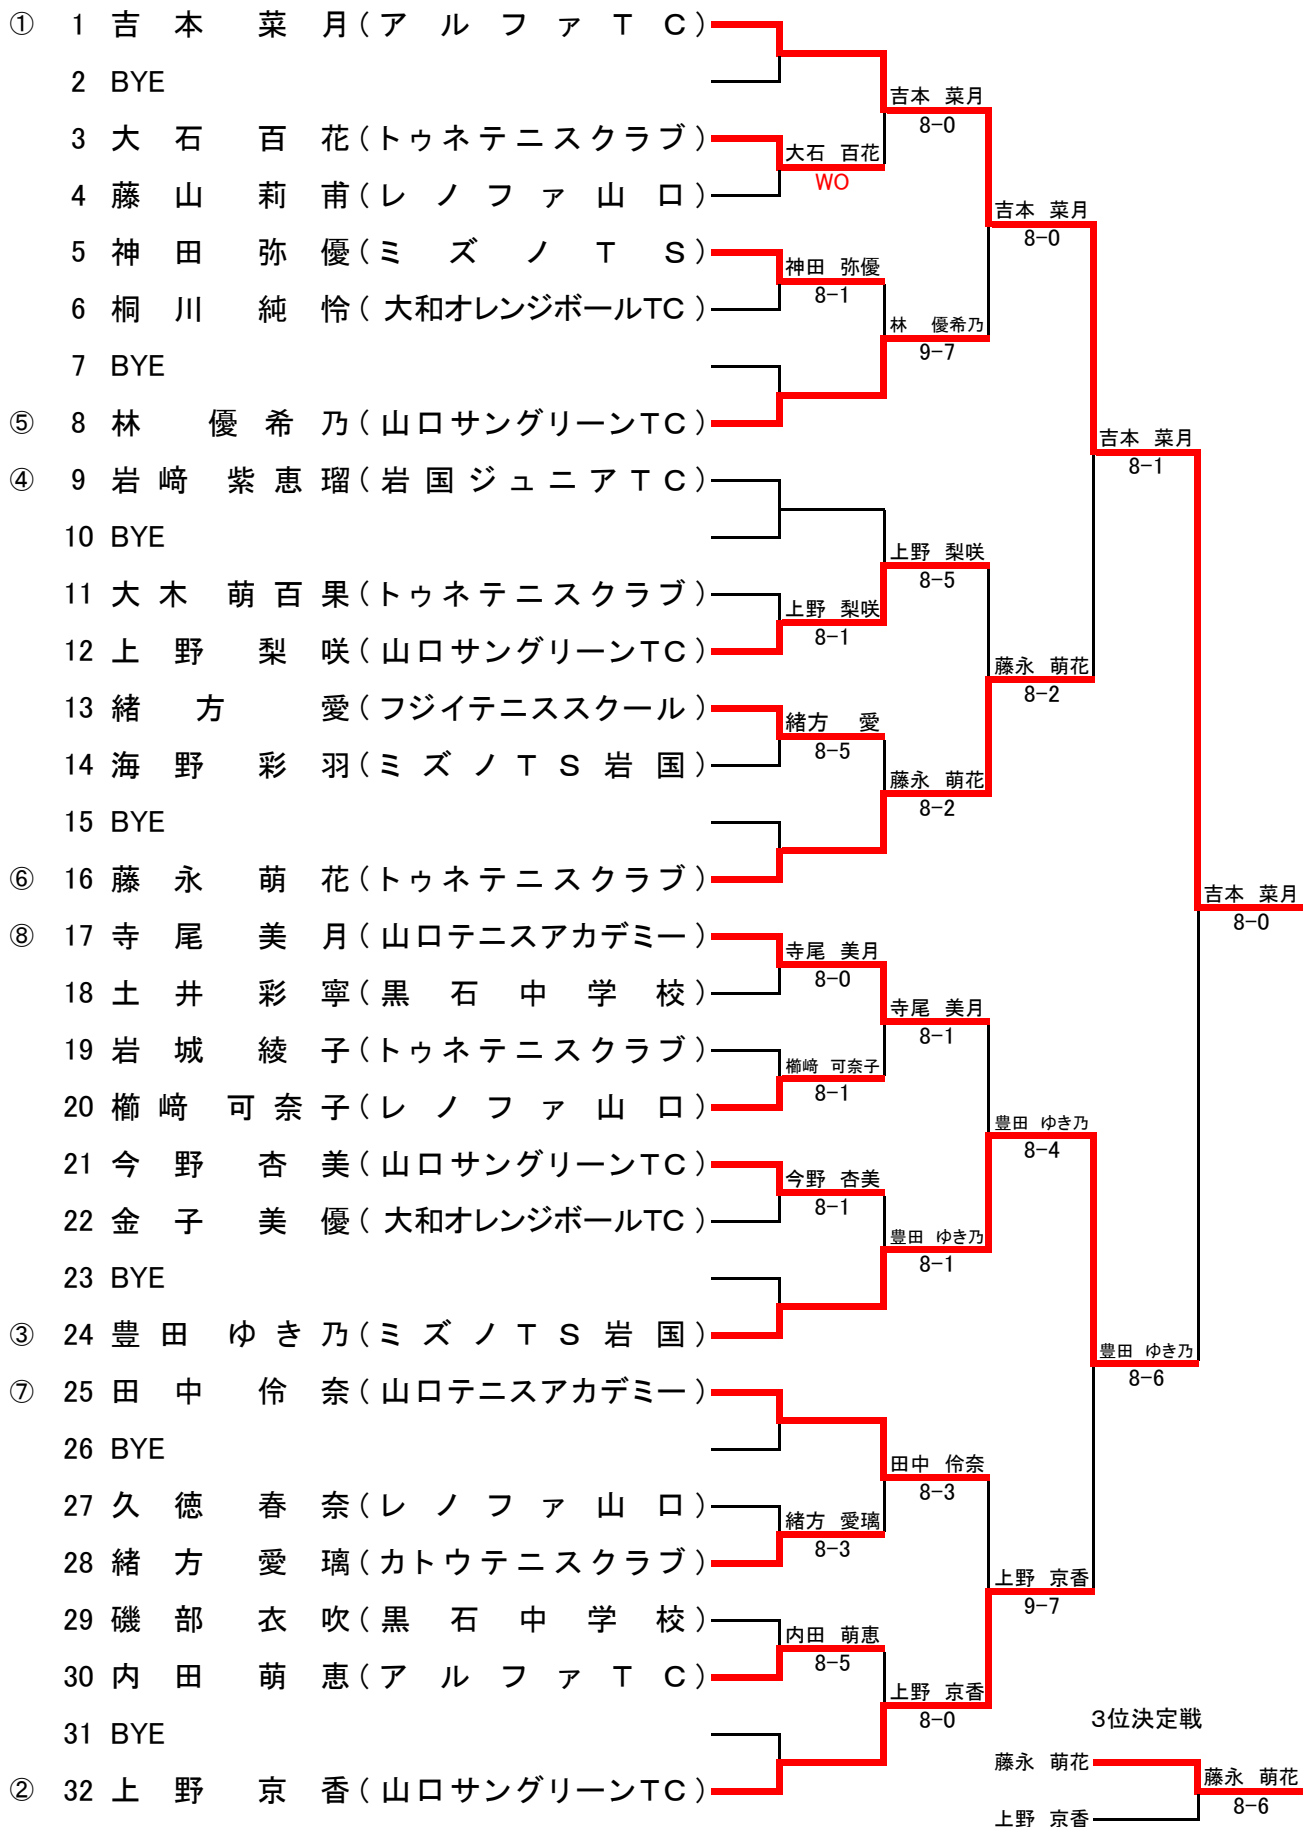 ① 1 吉本 菜月(アルファTC)
2 BYE
吉本 菜月
8-0
3 大石 百花(トゥネテニスクラブ)
大石 百花
WO
4 藤山 莉甫(レノファ山口)
吉本 菜月
8-0
5 神田 弥優(ミズノTS)
神田 弥優
8-1
6 桐川 純怜(大和オレンジボールTC)
林 優希乃
9-7
7 BYE
⑤ 8 林 優希乃(山口サングリーンTC)
吉本 菜月
8-1
④ 9 岩﨑 紫恵瑠(岩国ジュニアTC)
10 BYE
上野 梨咲
8-5
11 大木 萌百果(トゥネテニスクラブ)
上野 梨咲
8-1
12 上野 梨咲(山口サングリーンTC)
藤永 萌花
8-2
13 緒方 愛(フジイテニススクール)
緒方 愛
8-5
14 海野 彩羽(ミズノTS岩国)
藤永 萌花
8-2
15 BYE
⑥ 16 藤永 萌花(トゥネテニスクラブ)
吉本 菜月
8-0
⑧ 17 寺尾 美月(山口テニスアカデミー)
寺尾 美月
8-0
18 土井 彩寧(黒石中学校)
寺尾 美月
8-1
19 岩城 綾子(トゥネテニスクラブ)
櫛﨑 可奈子
8-1
20 櫛﨑 可奈子(レノファ山口)
豊田 ゆき乃
8-4
21 今野 杏美(山口サングリーンTC)
今野 杏美
8-1
22 金子 美優(大和オレンジボールTC)
豊田 ゆき乃
8-1
23 BYE
③ 24 豊田 ゆき乃(ミズノTS岩国)
豊田 ゆき乃
8-6
⑦ 25 田中 伶奈(山口テニスアカデミー)
26 BYE
田中 伶奈
8-3
27 久徳 春奈(レノファ山口)
緒方 愛璃
8-3
28 緒方 愛璃(カトウテニスクラブ)
上野 京香
9-7
29 磯部 衣吹(黒石中学校)
内田 萌恵
8-5
30 内田 萌恵(アルファTC)
上野 京香
8-0
31 BYE
⑦② 32 上野 京香(山口サングリーンTC)
3位決定戦
藤永 萌花
藤永 萌花
8-6
上野 京香